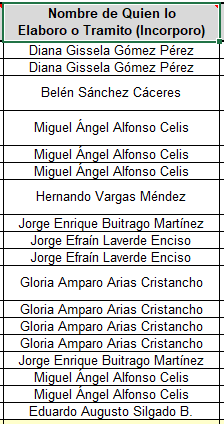 Nombre de Quien lo
Elaboro o Tramito (Incorporo)
Diana Gissela Gómez Pérez
Diana Gissela Gómez Pérez
Belén Sánchez Cáceres
Miguel Ángel Alfonso Celis
Miguel Ángel Alfonso Celis
Miguel Ángel Alfonso Celis
Hernando Vargas Méndez
Jorge Enrique Buitrago Martínez
Jorge Efraín Laverde Enciso
Jorge Efraín Laverde Enciso
Gloria Amparo Arias Cristancho
Gloria Amparo Arias Cristancho
Gloria Amparo Arias Cristancho
Gloria Amparo Arias Cristancho
Jorge Enrique Buitrago Martínez
Miguel Ángel Alfonso Celis
Miguel Ángel Alfonso Celis
Eduardo Augusto Silgado B.